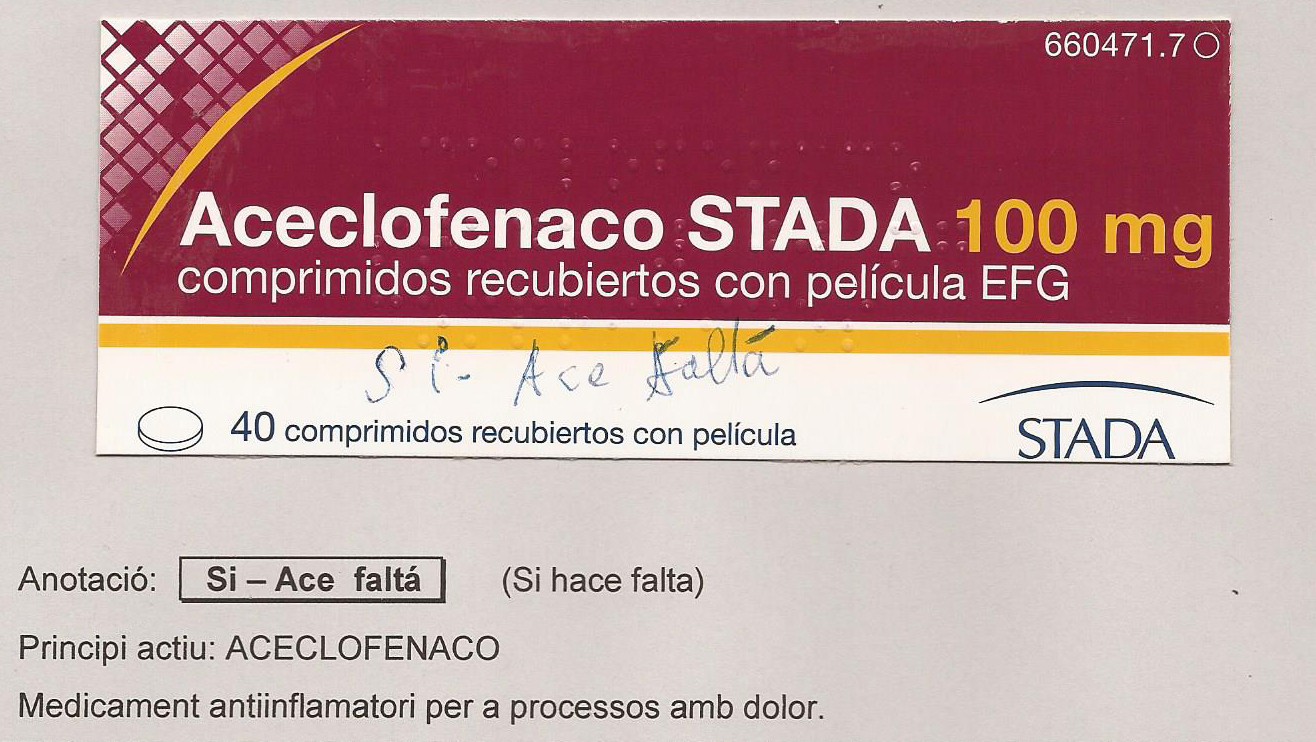 660471.7
Aceclofenaco STADA 100 mg
comprimidos recubiertos con película EFG
Si- Ace faltá
40 comprimidos recubiertos con película
STADA
Anotació: Si – Ace faltá (Si hace falta)
Principi actiu: ACECLOFENACO
Medicament antiinflamatori per a processos amb dolor.